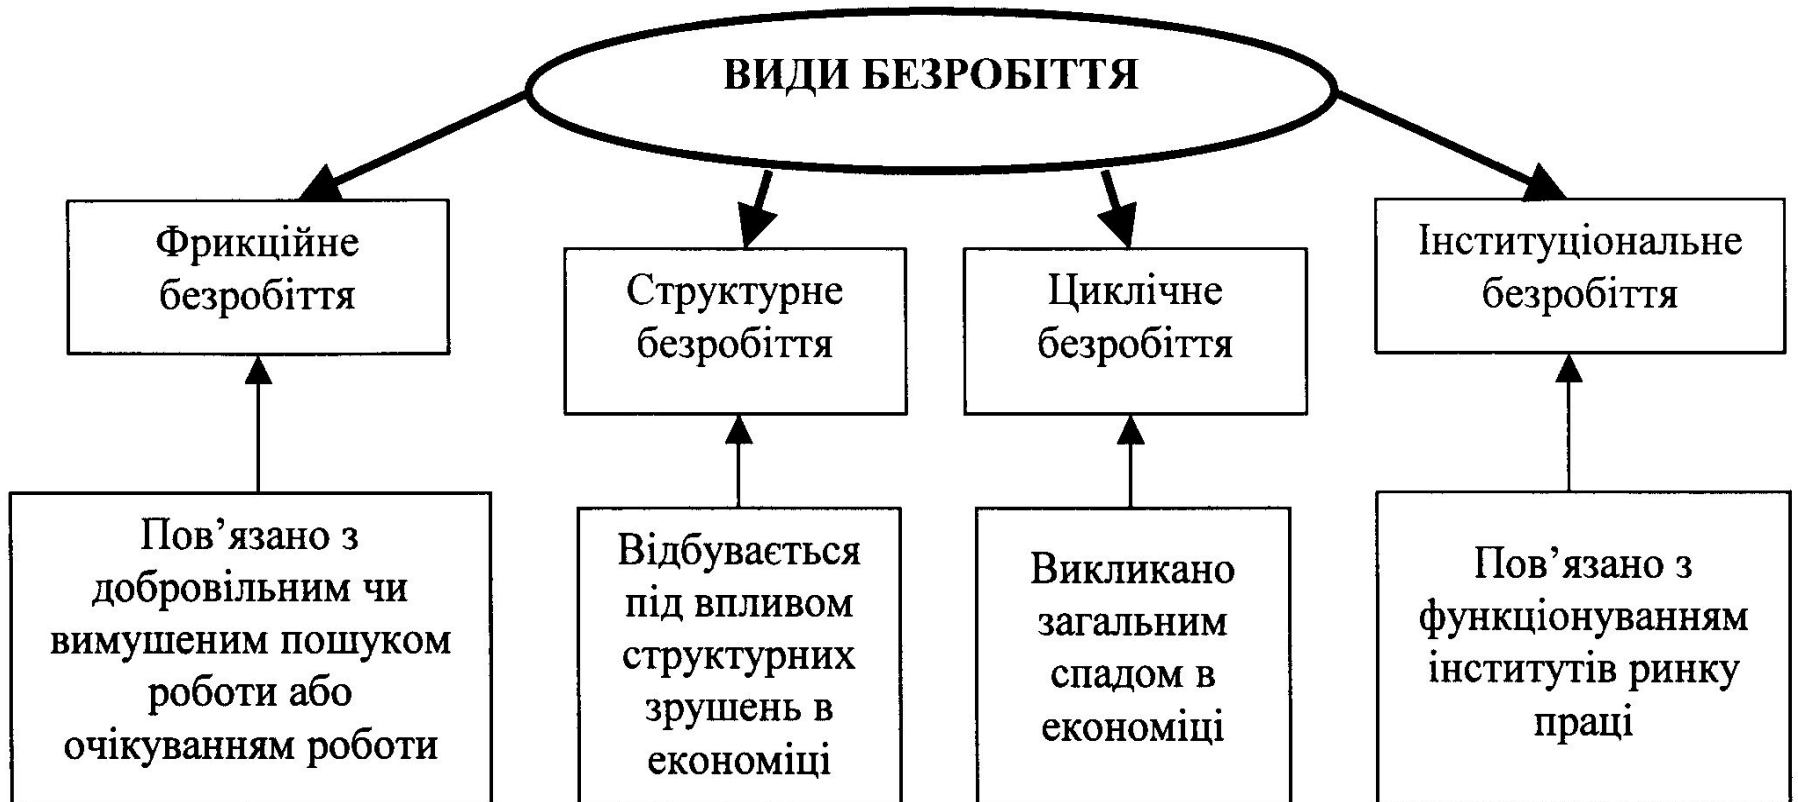 ВИДИ БЕЗРОБІТТЯ
Фрикційне
безробіття
Структурне
безробіття
Циклічне
безробіття
Інституціональне
безробіття
Пов’язано з
добровільним чи
вимушеним пошуком
роботи або
очікуванням роботи
Відбувається
під впливом
структурних
зрушень в
економіці
Викликано
загальним
спадом в
економіці
Пов’язано з
функціонуванням
інститутів ринку
праці